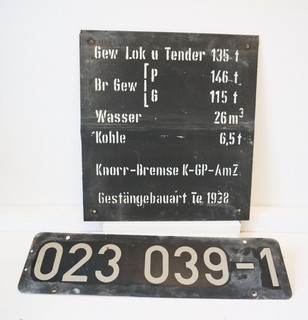 Gew Lok u Tender 135 t
Br Gew [P 146 t
[G 115 t
Wasser 26 m³
Kohle 6,5 t
Knorr-Bremse K-GP-AmZ
Gestängebauart Te 1938
023 039-1